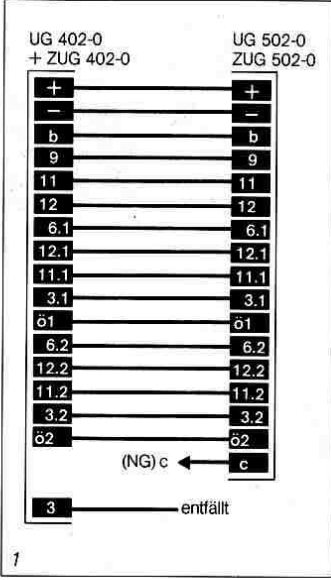 UG 402-0 UG 502-0
+ ZUG 402-0 ZUG 502-0
+ +
− −
b b
9 9
11 11
12 12
6.1 6.1
12.1 12.1
11.1 11.1
3.1 3.1
ö1 ö1
6.2 6.2
12.2 12.2
11.2 11.2
3.2 3.2
ö2 ö2
(NG) c c
3 entfällt
1